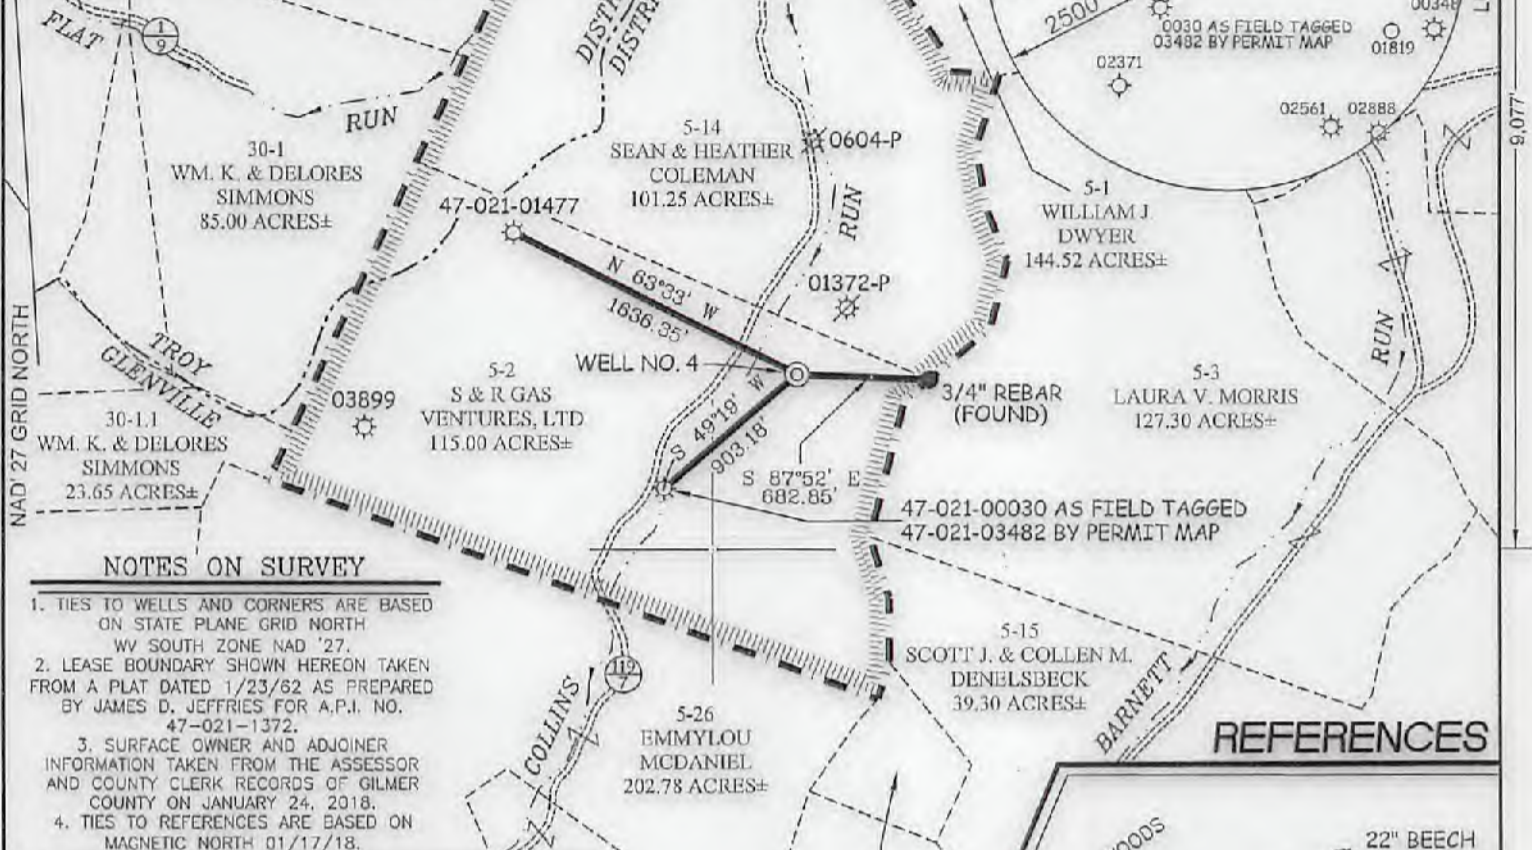 FLAT
1
9
RUN
30-1
WM. K. & DELORES
SIMMONS
85.00 ACRES±
47-021-01477
5-14
SEAN & HEATHER
COLEMAN
101.25 ACRES±
0604-P
RUN
01372-P
2500'
0030 AS FIELD TAGGED
03482 BY PERMIT MAP
02371
01819
02561
02888
9,077'
5-1
WILLIAM J.
DWYER
144.52 ACRES±
N 63°33' W
1636.35'
WELL NO. 4
TROY
GLENVILLE
NAD'27 GRID NORTH
30-1.1
WM. K. & DELORES
SIMMONS
23.65 ACRES±
03899
5-2
S & R GAS
VENTURES, LTD
115.00 ACRES±
S 49°19' W
903.18'
S 87°52' E
682.85'
3/4" REBAR
(FOUND)
5-3
LAURA V. MORRIS
127.30 ACRES±
RUN
47-021-00030 AS FIELD TAGGED
47-021-03482 BY PERMIT MAP
NOTES ON SURVEY
1. TIES TO WELLS AND CORNERS ARE BASED
ON STATE PLANE GRID NORTH
WV SOUTH ZONE NAD '27.
2. LEASE BOUNDARY SHOWN HEREON TAKEN
FROM A PLAT DATED 1/23/62 AS PREPARED
BY JAMES D. JEFFRIES FOR A.P.I. NO.
47-021-1372.
3. SURFACE OWNER AND ADJOINER
INFORMATION TAKEN FROM THE ASSESSOR
AND COUNTY CLERK RECORDS OF GILMER
COUNTY ON JANUARY 24, 2018.
4. TIES TO REFERENCES ARE BASED ON
MAGNETIC NORTH 01/17/18.
119
7
COLLINS
5-26
EMMYLOU
MCDANIEL
202.78 ACRES±
5-15
SCOTT J. & COLLEN M.
DENELSBECK
39.30 ACRES±
BARNETT
REFERENCES
22" BEECH